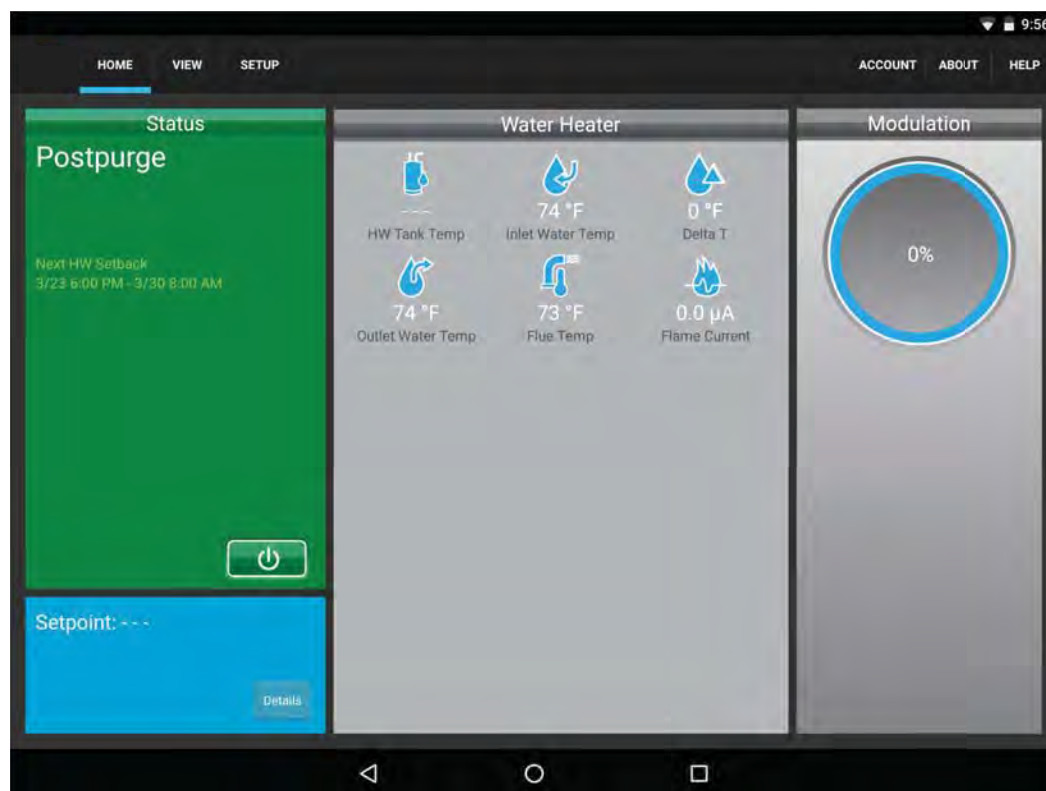 9:56
HOME VIEW SETUP ACCOUNT ABOUT HELP
Status
Postpurge
Next HW Setback
3/23 6:00 PM - 3/30 8:00 AM
Setpoint: - - -
Details
Water Heater
- - - 74 °F 0 °F
HW Tank Temp Inlet Water Temp Delta T
74 °F 73 °F 0.0 µA
Outlet Water Temp Flue Temp Flame Current
Modulation
0%